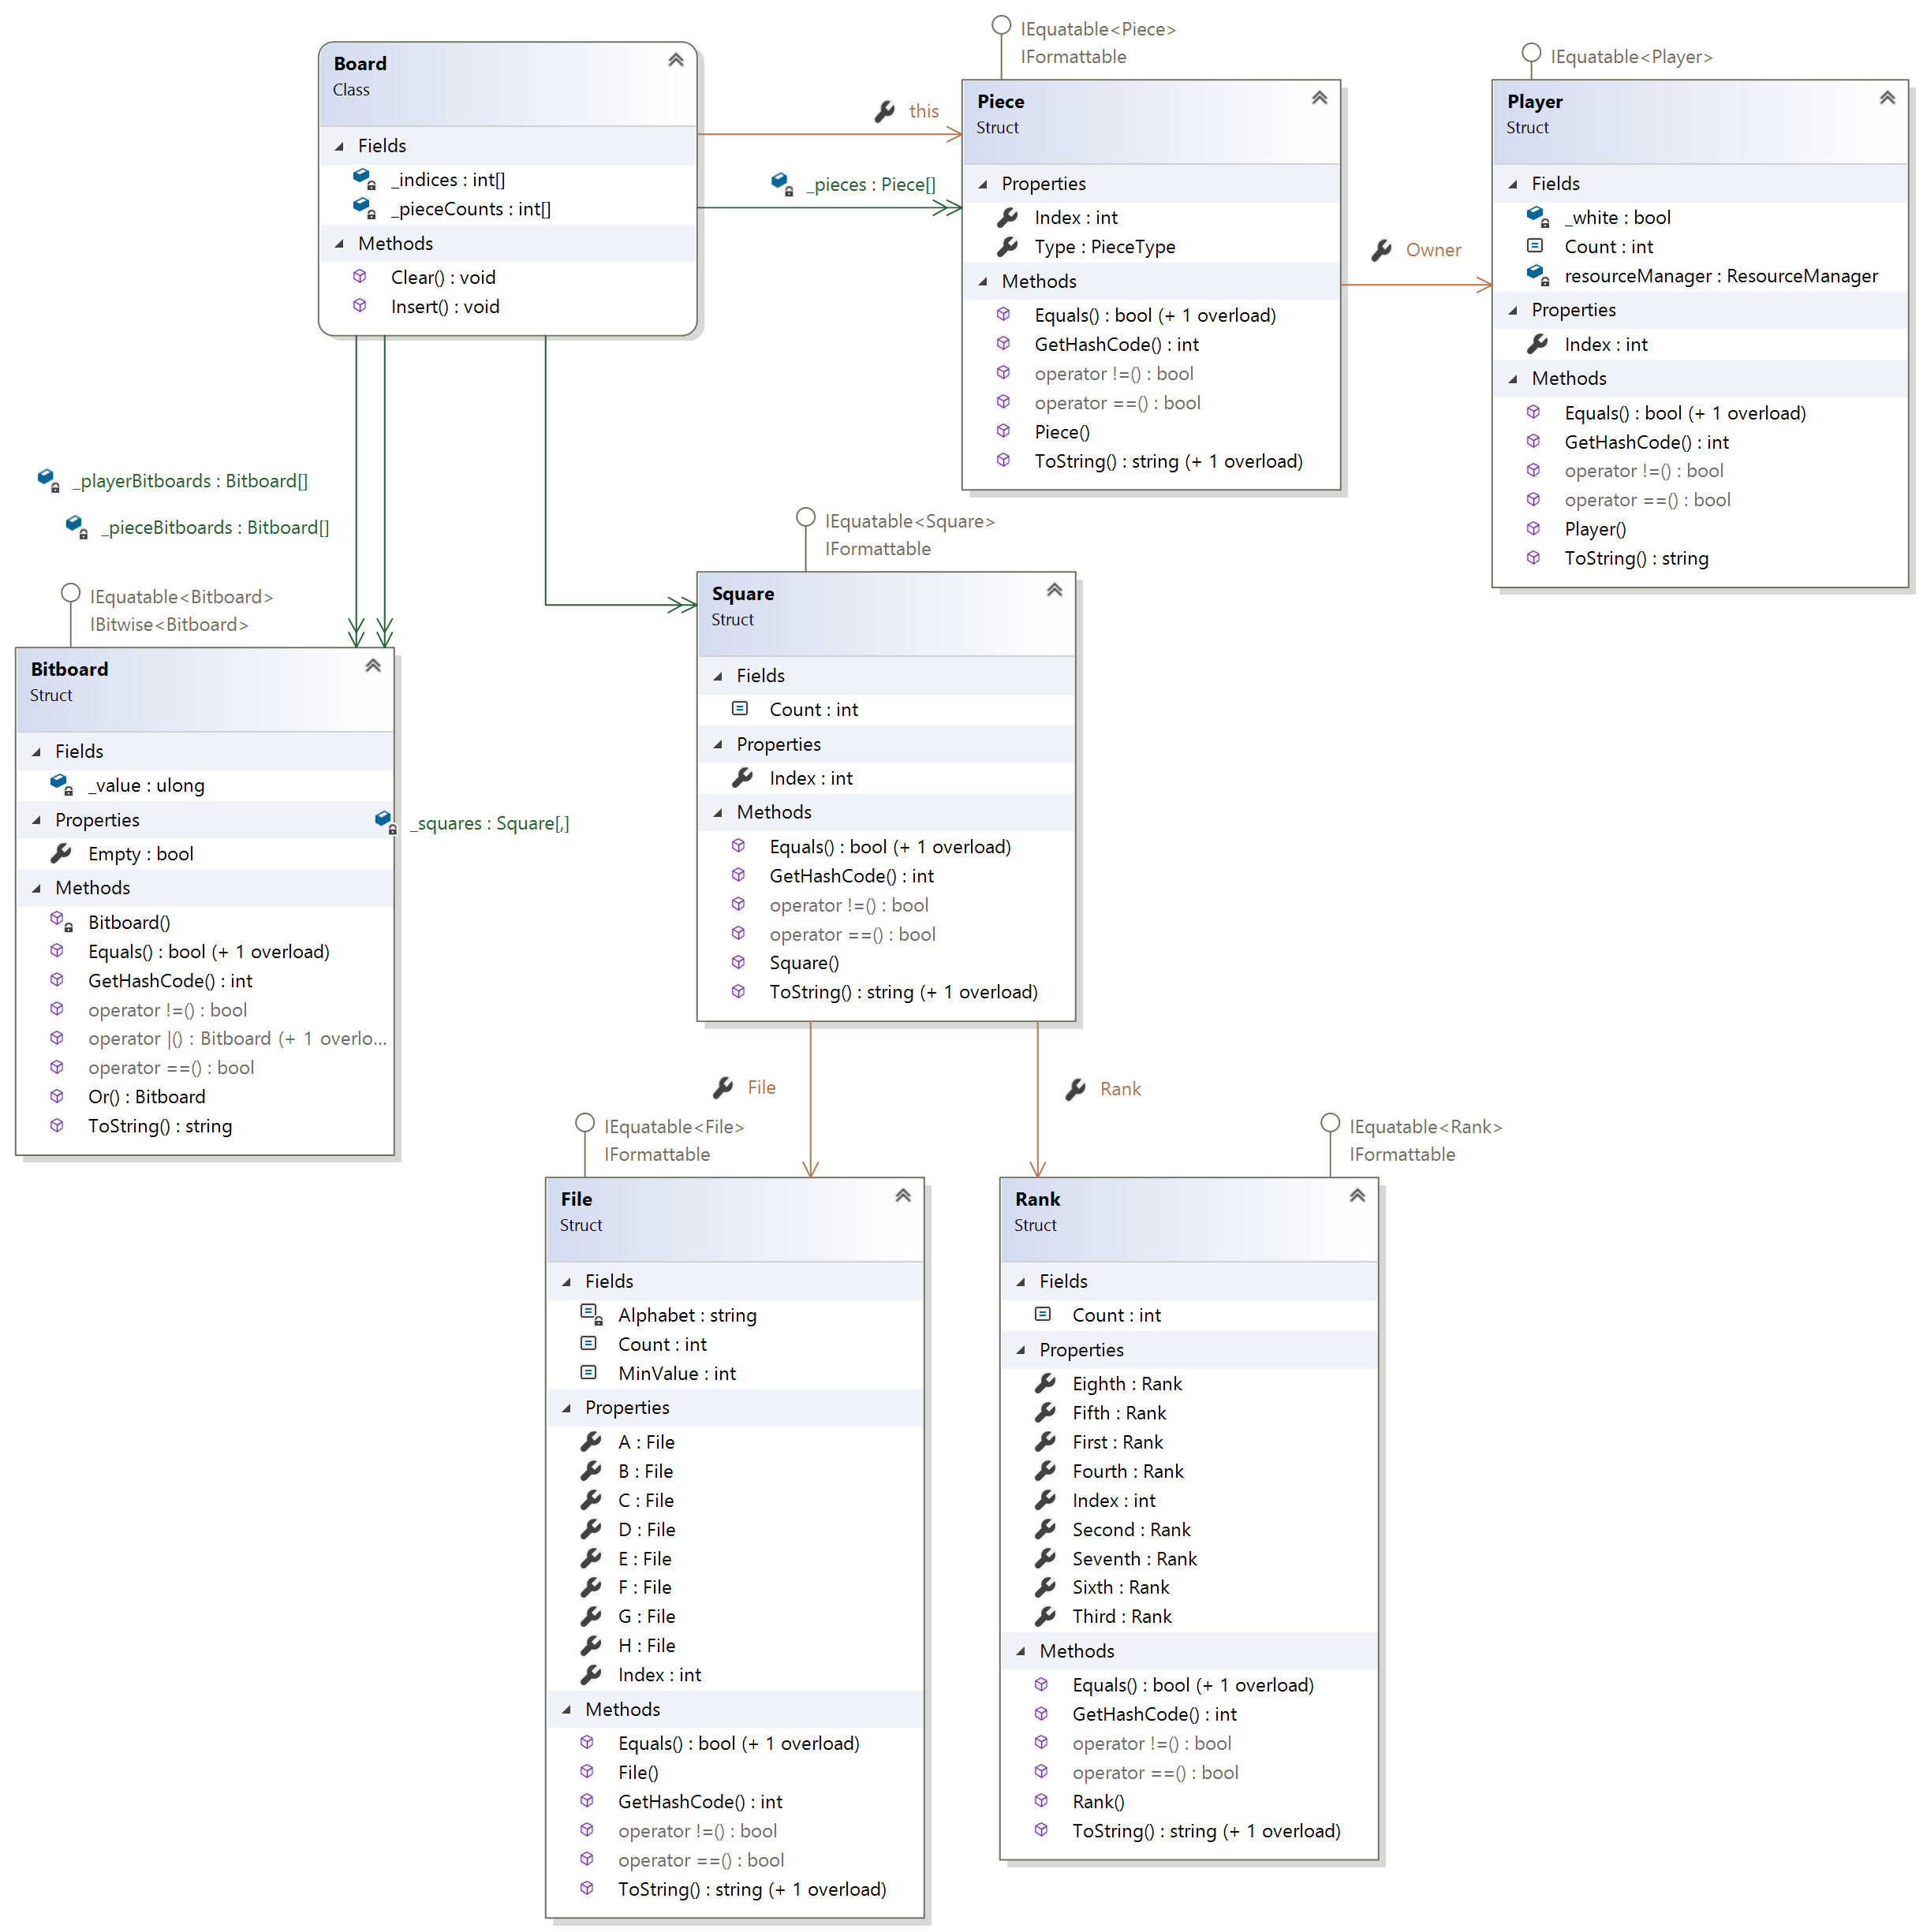 Board
Class
Fields
_indices : int[]
_pieceCounts : int[]
Methods
Clear() : void
Insert() : void
this
_pieces : Piece[]
IEquatable<Piece>
IFormattable
Piece
Struct
Properties
Index : int
Type : PieceType
Methods
Equals() : bool (+ 1 overload)
GetHashCode() : int
operator !=() : bool
operator ==() : bool
Piece()
ToString() : string (+ 1 overload)
Owner
IEquatable<Player>
Player
Struct
Fields
_white : bool
Count : int
resourceManager : ResourceManager
Properties
Index : int
Methods
Equals() : bool (+ 1 overload)
GetHashCode() : int
operator !=() : bool
operator ==() : bool
Player()
ToString() : string
_playerBitboards : Bitboard[]
_pieceBitboards : Bitboard[]
IEquatable<Bitboard>
IBitwise<Bitboard>
Bitboard
Struct
Fields
_value : ulong
Properties
Empty : bool
Methods
Bitboard()
Equals() : bool (+ 1 overload)
GetHashCode() : int
operator !=() : bool
operator |() : Bitboard (+ 1 overlo...
operator ==() : bool
Or() : Bitboard
ToString() : string
_squares : Square[,]
IEquatable<Square>
IFormattable
Square
Struct
Fields
Count : int
Properties
Index : int
Methods
Equals() : bool (+ 1 overload)
GetHashCode() : int
operator !=() : bool
operator ==() : bool
Square()
ToString() : string (+ 1 overload)
File
Rank
IEquatable<File>
IFormattable
File
Struct
Fields
Alphabet : string
Count : int
MinValue : int
Properties
A : File
B : File
C : File
D : File
E : File
F : File
G : File
H : File
Index : int
Methods
Equals() : bool (+ 1 overload)
File()
GetHashCode() : int
operator !=() : bool
operator ==() : bool
ToString() : string (+ 1 overload)
IEquatable<Rank>
IFormattable
Rank
Struct
Fields
Count : int
Properties
Eighth : Rank
Fifth : Rank
First : Rank
Fourth : Rank
Index : int
Second : Rank
Seventh : Rank
Sixth : Rank
Third : Rank
Methods
Equals() : bool (+ 1 overload)
GetHashCode() : int
operator !=() : bool
operator ==() : bool
Rank()
ToString() : string (+ 1 overload)